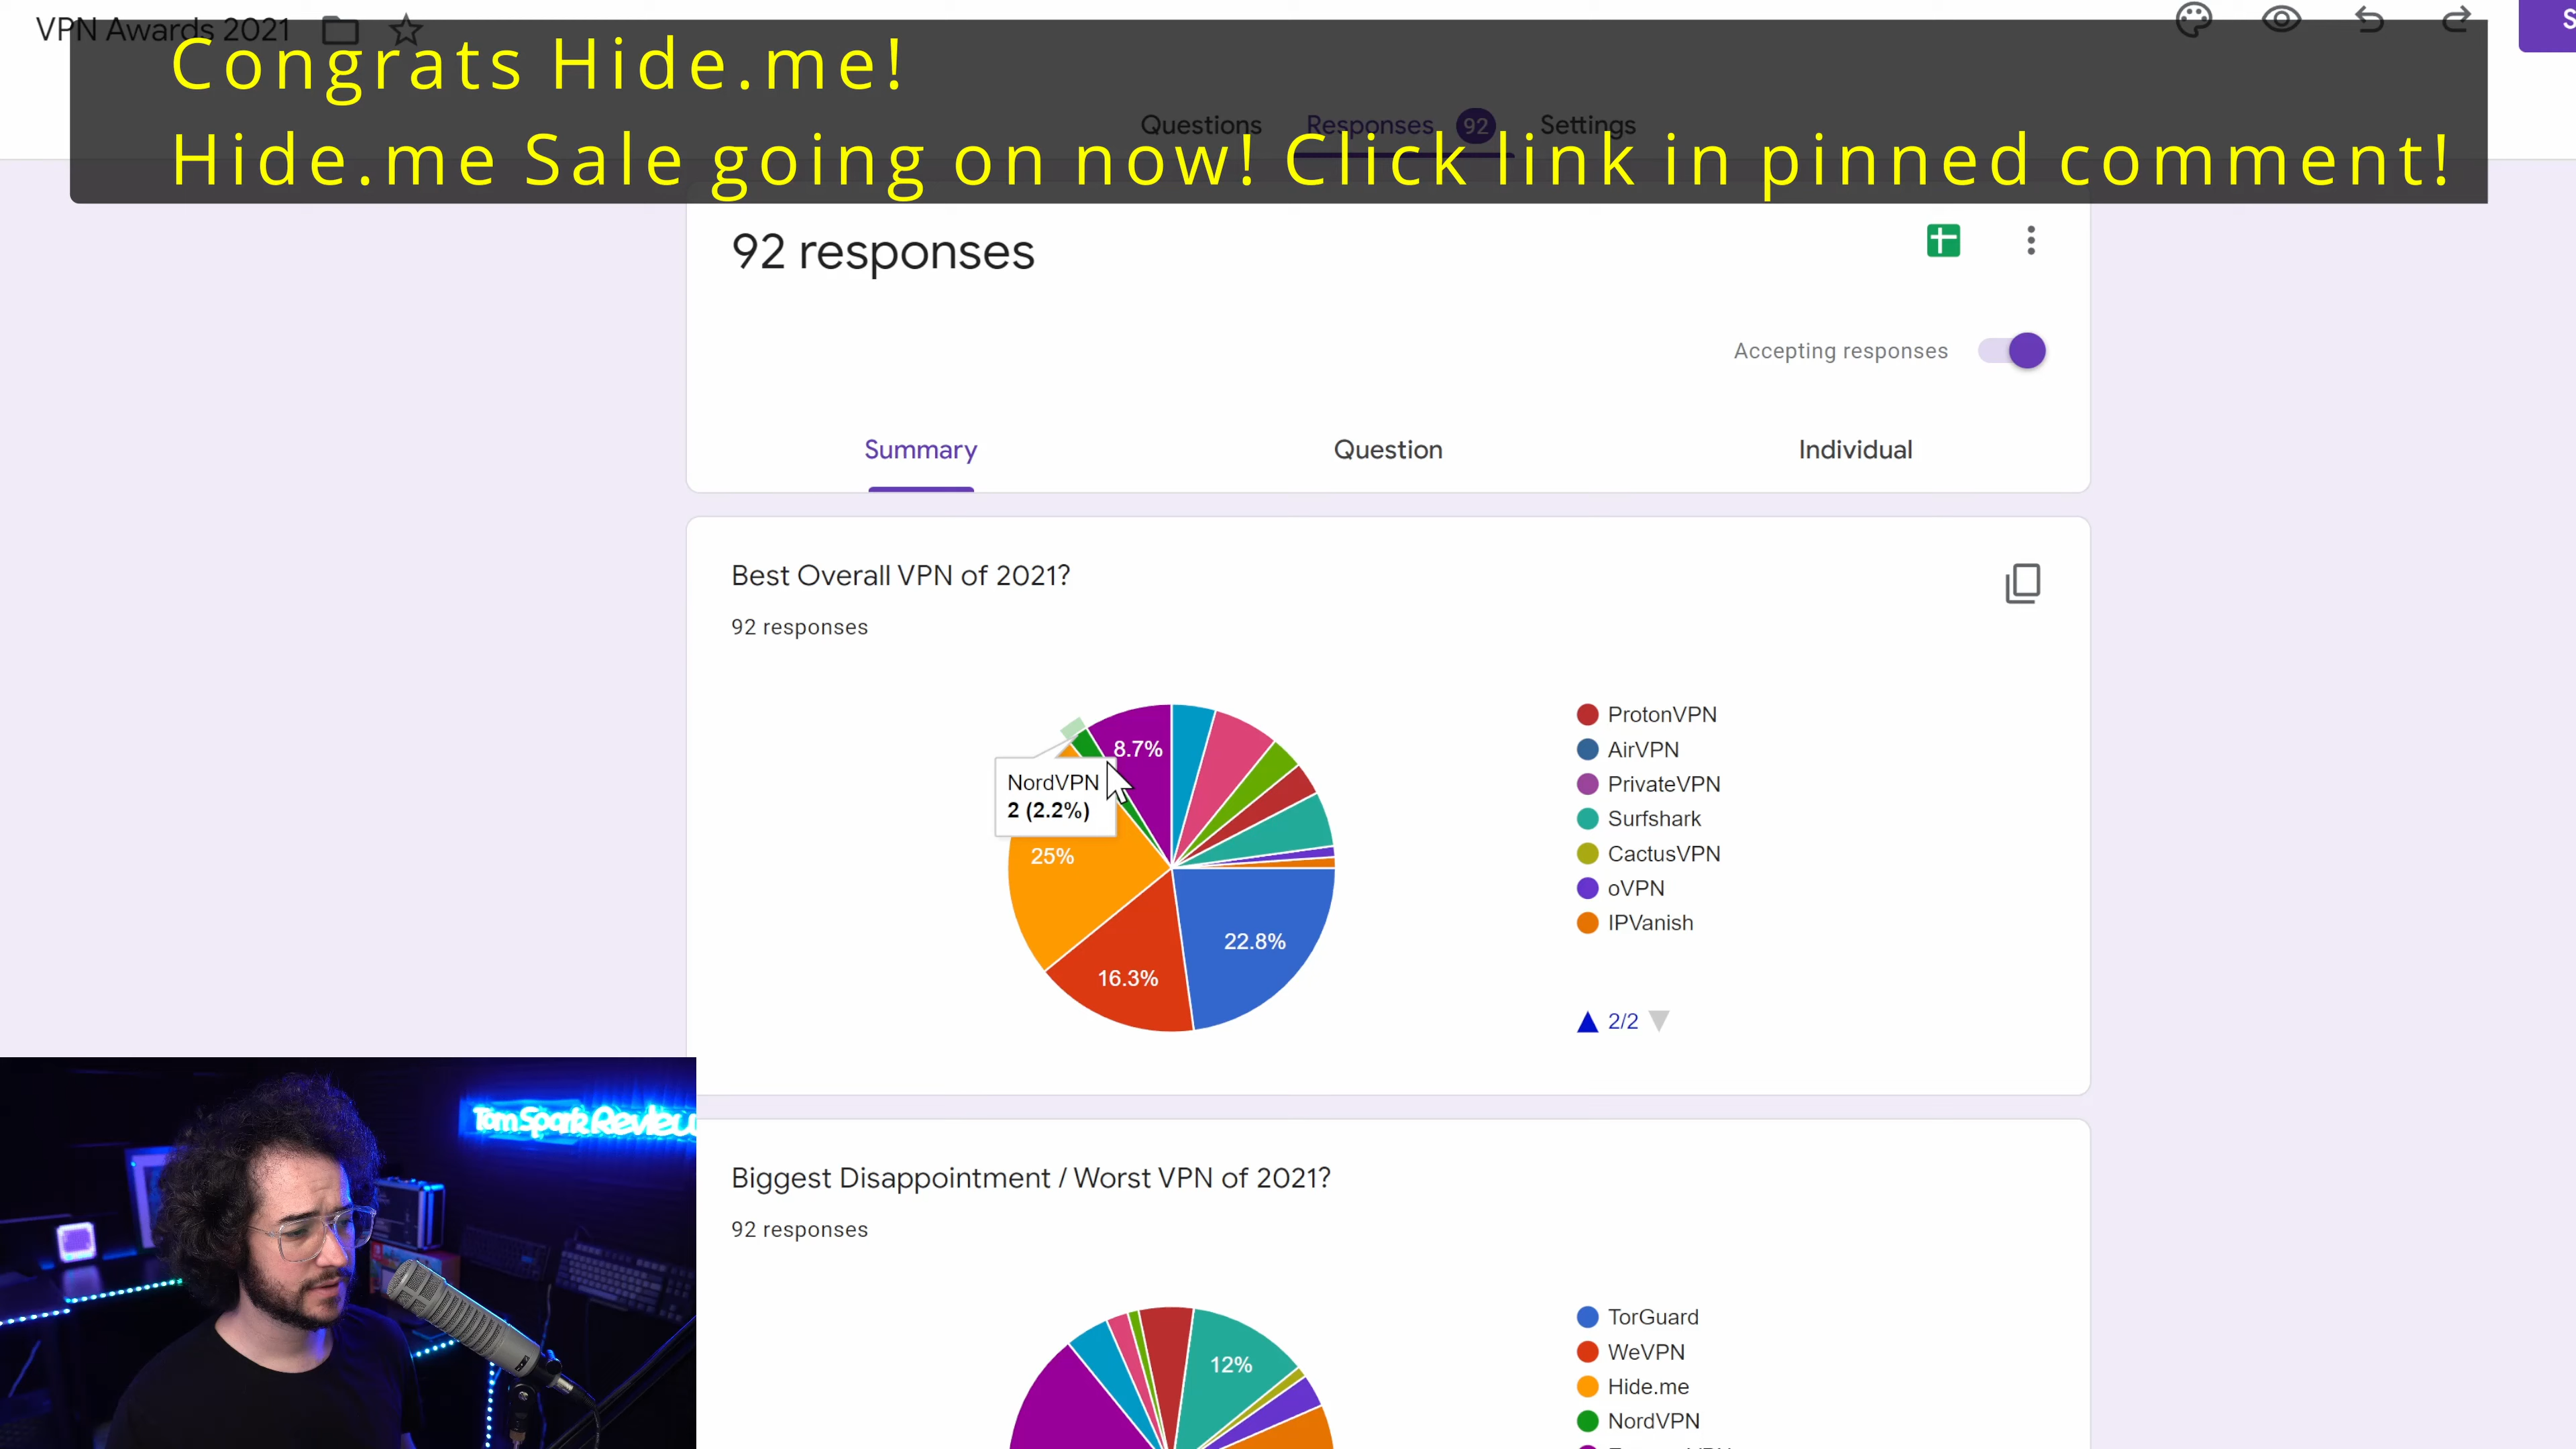 VPN Awards 2021
Congrats Hide.me!
Questions Responses 92 Settings
Hide.me Sale going on now! Click link in pinned comment!
92 responses
Accepting responses
Summary Question Individual
Best Overall VPN of 2021?
92 responses
8.7%
NordVPN
2 (2.2%)
25%
16.3%
22.8%
ProtonVPN
AirVPN
PrivateVPN
Surfshark
CactusVPN
oVPN
IPVanish
2/2
Tom Spark Review
Biggest Disappointment / Worst VPN of 2021?
92 responses
12%
TorGuard
WeVPN
Hide.me
NordVPN